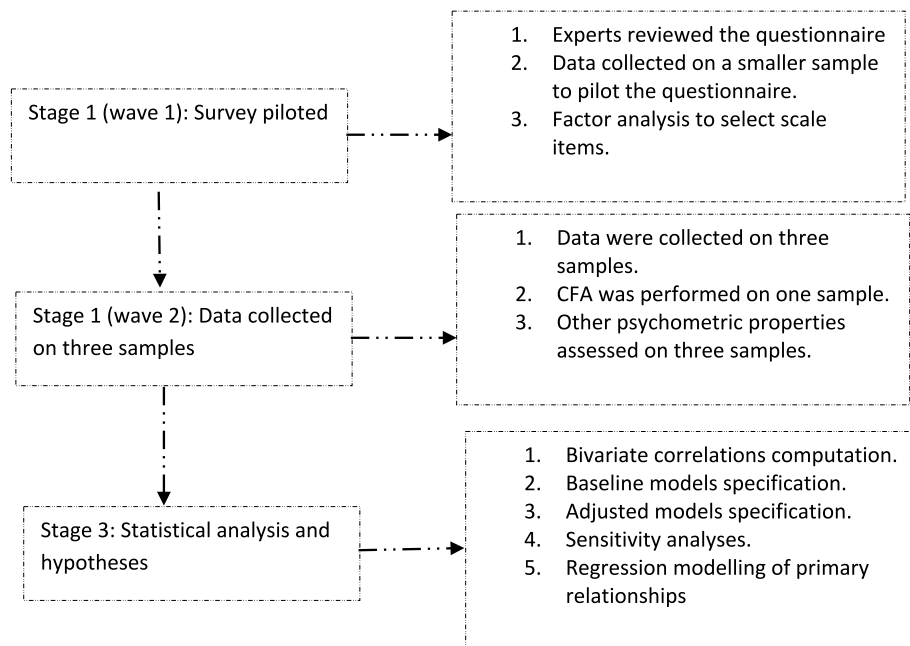 Stage 1 (wave 1): Survey piloted
1. Experts reviewed the questionnaire
2. Data collected on a smaller sample
to pilot the questionnaire.
3. Factor analysis to select scale
items.
Stage 1 (wave 2): Data collected
on three samples
1. Data were collected on three
samples.
2. CFA was performed on one sample.
3. Other psychometric properties
assessed on three samples.
Stage 3: Statistical analysis and
hypotheses
1. Bivariate correlations computation.
2. Baseline models specification.
3. Adjusted models specification.
4. Sensitivity analyses.
5. Regression modelling of primary
relationships